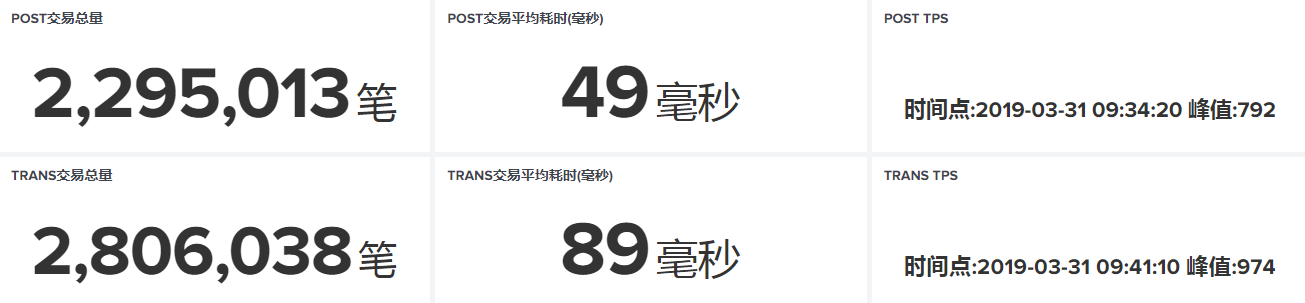 POST交易总量
POST交易平均耗时(毫秒)
POST TPS
2,295,013笔
49毫秒
时间点:2019-03-31 09:34:20 峰值:792
TRANS交易总量
TRANS交易平均耗时(毫秒)
TRANS TPS
2,806,038笔
89毫秒
时间点:2019-03-31 09:41:10 峰值:974